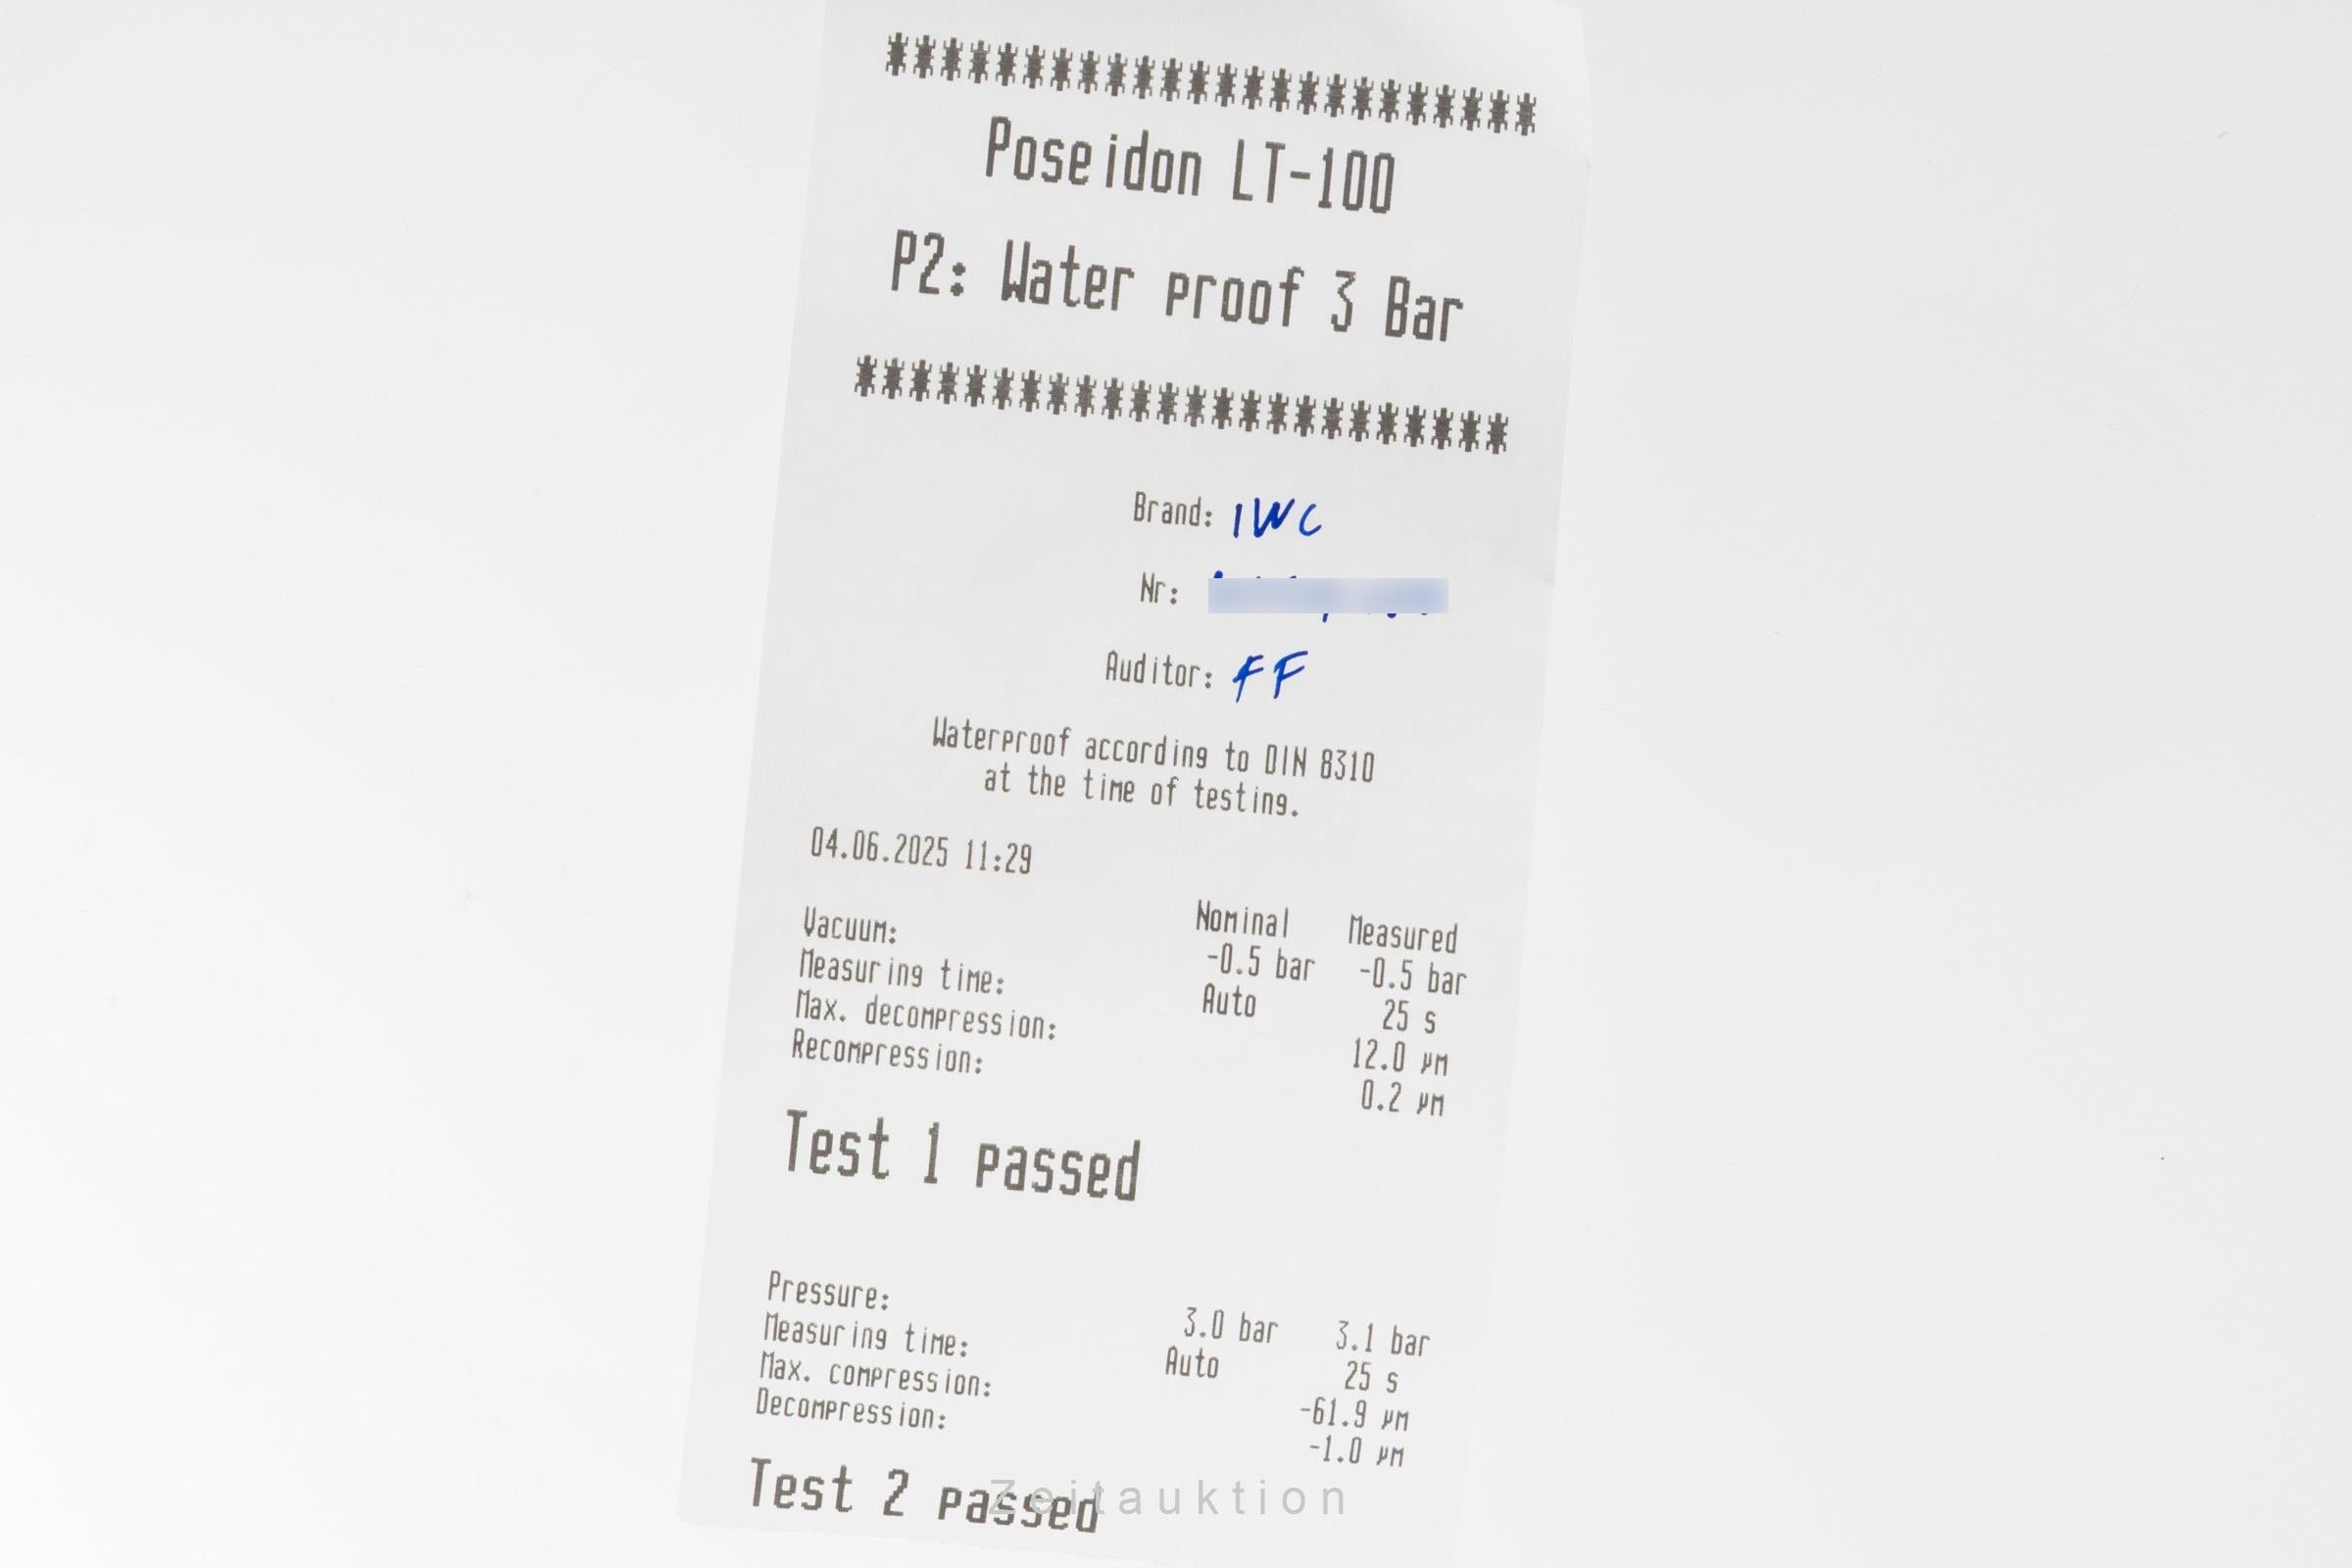 ************************
Poseidon LT-100
P2: Water proof 3 Bar
************************
Brand: IWC
Nr:
Auditor: FF
Waterproof according to DIN 8310
at the time of testing.
04.06.2025 11:29
Nominal Measured
Vacuum: -0.5 bar -0.5 bar
Measuring time: Auto 25 s
Max. decompression: 12.0 µm
Recompression: 0.2 µm
Test 1 passed
Pressure: 3.0 bar 3.1 bar
Measuring time: Auto 25 s
Max. compression: -61.9 µm
Decompression: -1.0 µm
Test 2 passed
Zeitauktion